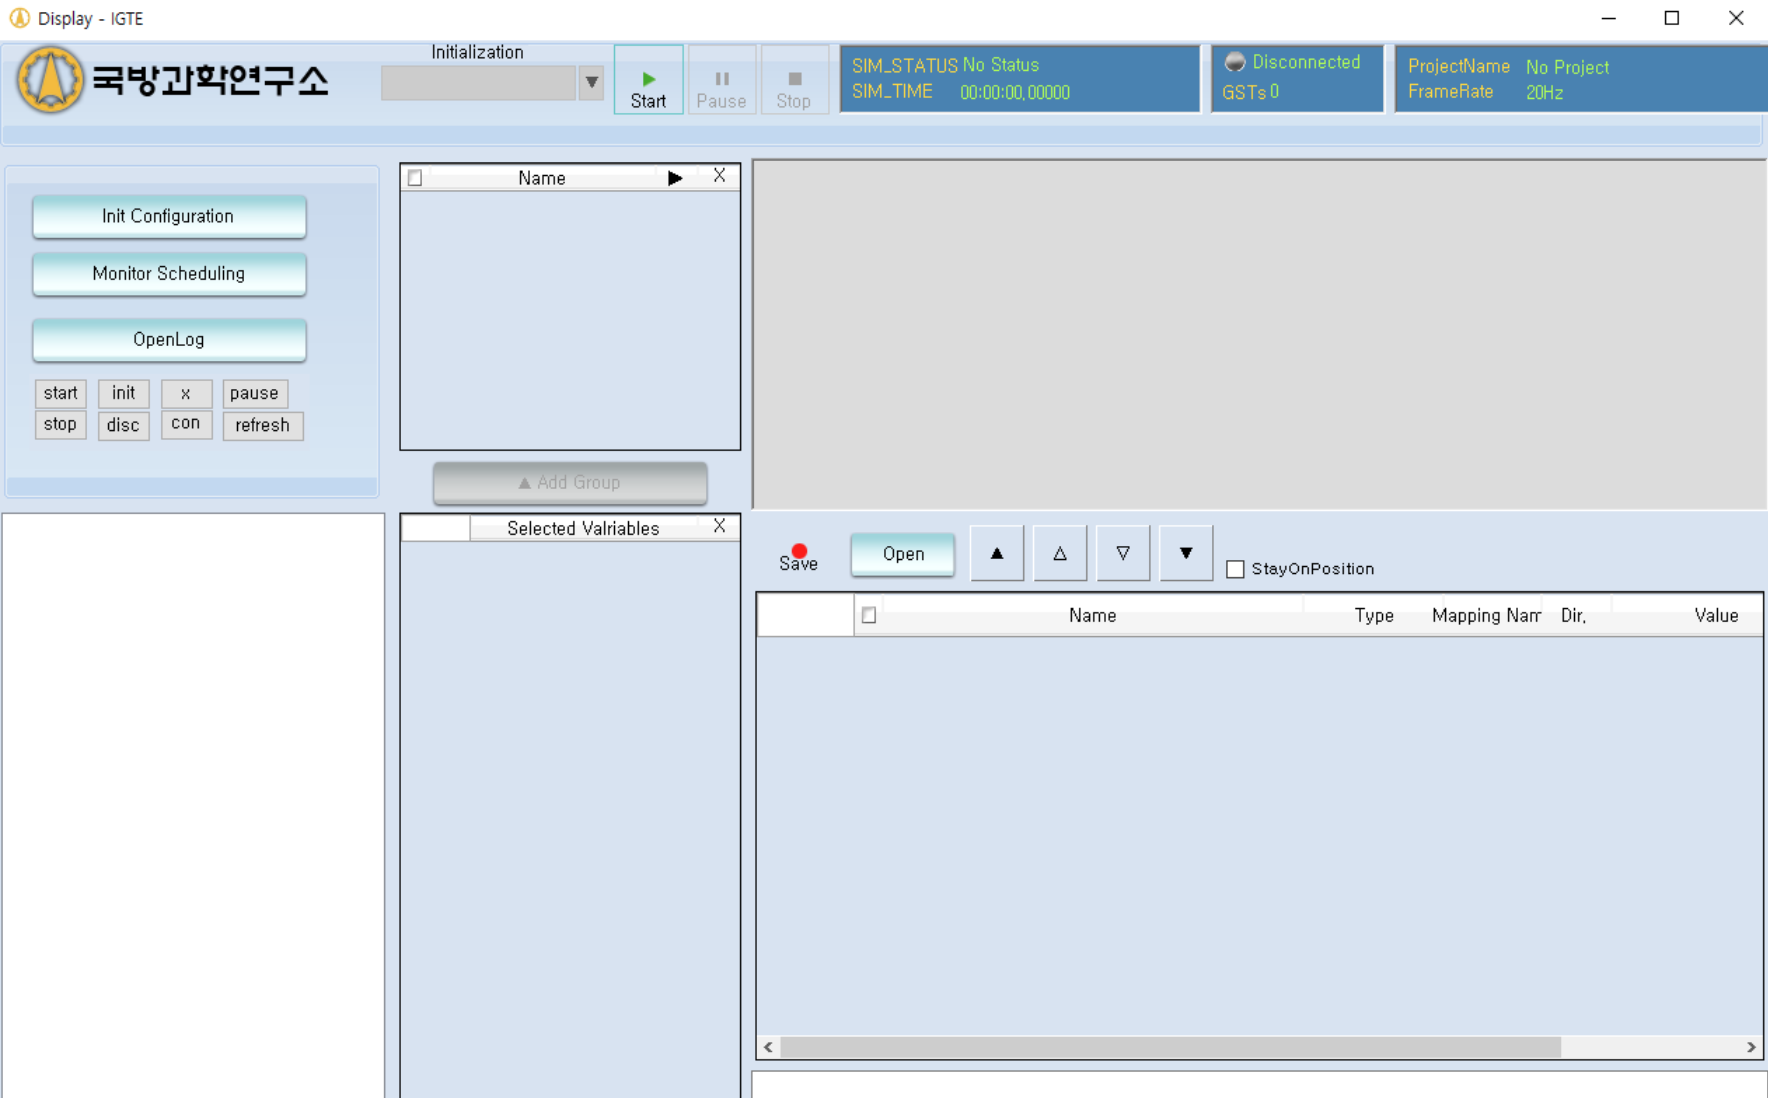 Display - IGTE
국방과학연구소
Initialization
Start
Pause
Stop
SIM_STATUS No Status
SIM_TIME 00:00:00,00000
Disconnected
GSTs 0
ProjectName No Project
FrameRate 20Hz
Init Configuration
Monitor Scheduling
OpenLog
start init x pause
stop disc con refresh
Name ▶ X
▲ Add Group
Selected Valriables X
Save
Open
▲ △ ▽ ▼
StayOnPosition
Name Type Mapping Nam Dir, Value